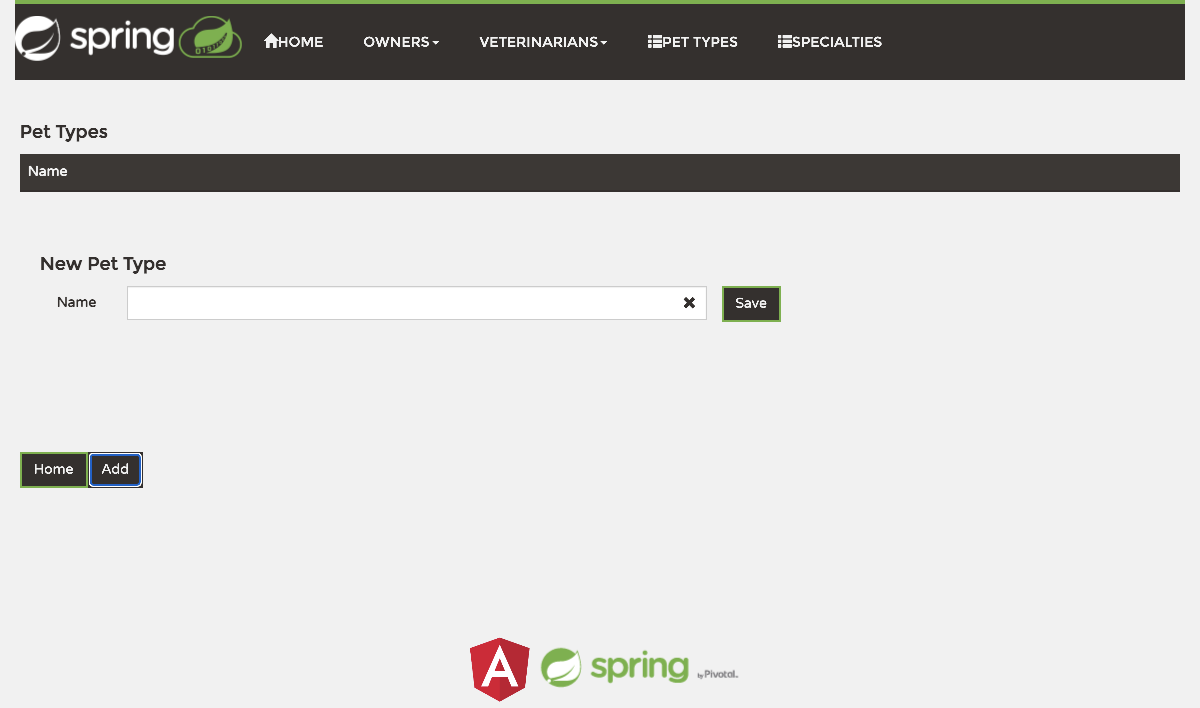 spring HOME OWNERS VETERINARIANS PET TYPES SPECIALTIES
Pet Types
Name
New Pet Type
Name Save
Home Add
spring by Pivotal.